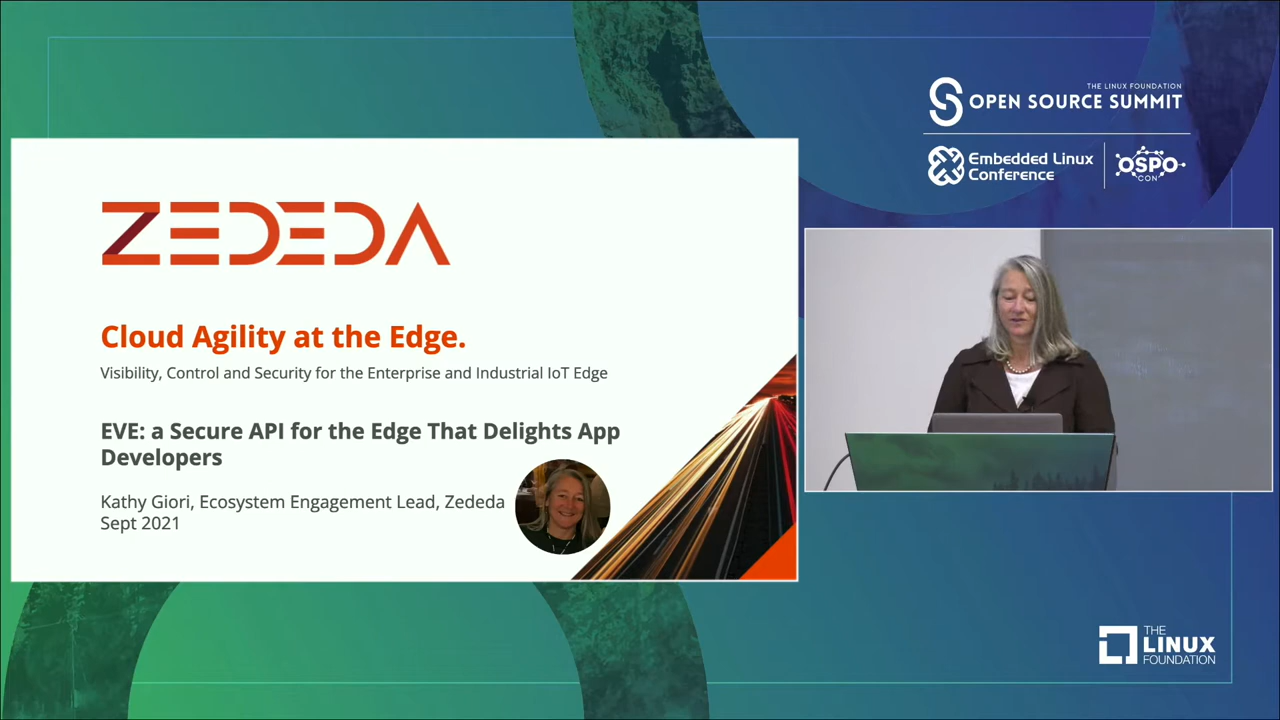 THE LINUX FOUNDATION
OPEN SOURCE SUMMIT
Embedded Linux
Conference
OSPO
CON
ZEDEDA
Cloud Agility at the Edge.
Visibility, Control and Security for the Enterprise and Industrial IoT Edge
EVE: a Secure API for the Edge That Delights App
Developers
Kathy Giori, Ecosystem Engagement Lead, Zededa
Sept 2021
THE
LINUX
FOUNDATION